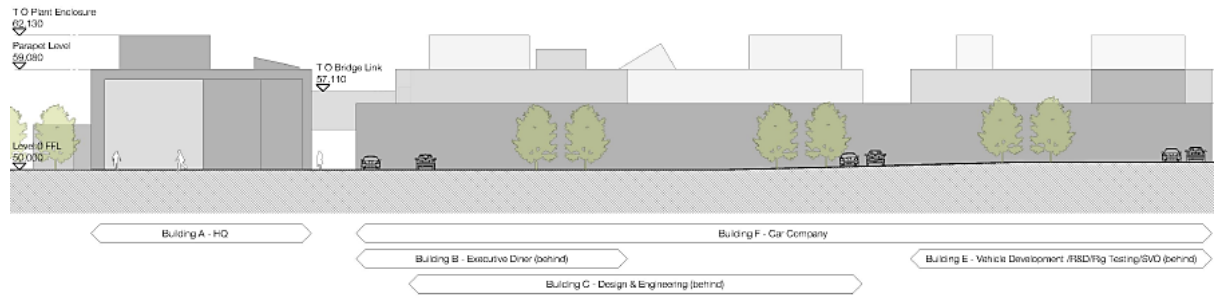 T O Plant Enclosure
62,130
Parapet Level
59,080
T O Bridge Link
57,110
Level 0 FFL
50,000
Building A - HQ
Building F - Car Company
Building B - Executive Diner (behind)
Building E - Vehicle Development /R&D/Rig Testing/SVO (behind)
Building C - Design & Engineering (behind)